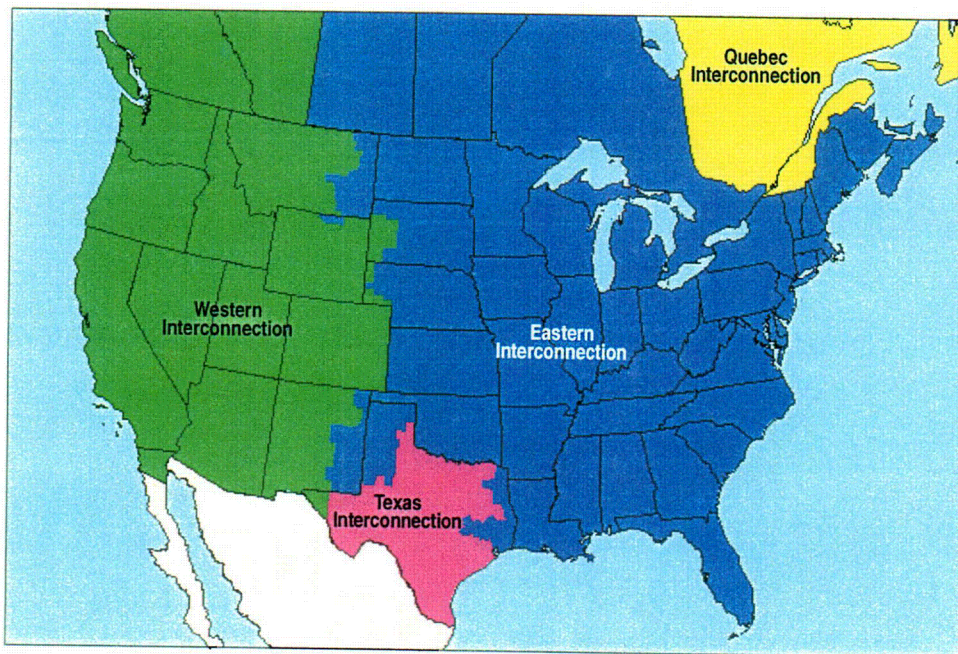 Quebec
Interconnection
Western
Interconnection
Eastern
Interconnection
Texas
Interconnection